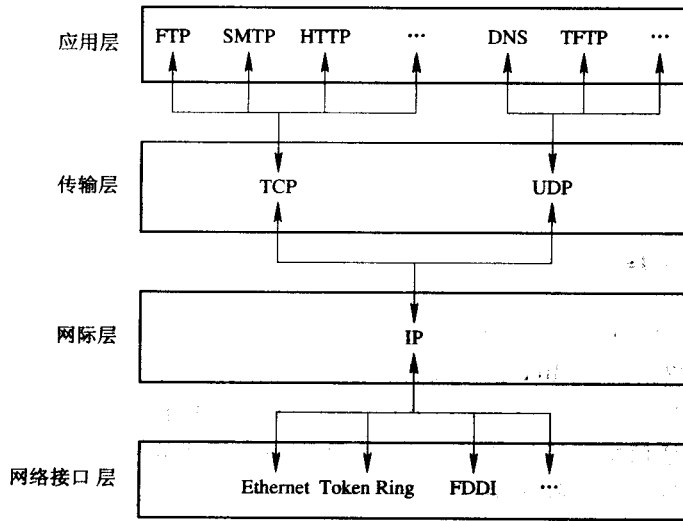 应用层 FTP SMTP HTTP … DNS TFTP …
传输层 TCP UDP
网际层 IP
网络接口层 Ethernet Token Ring FDDI …